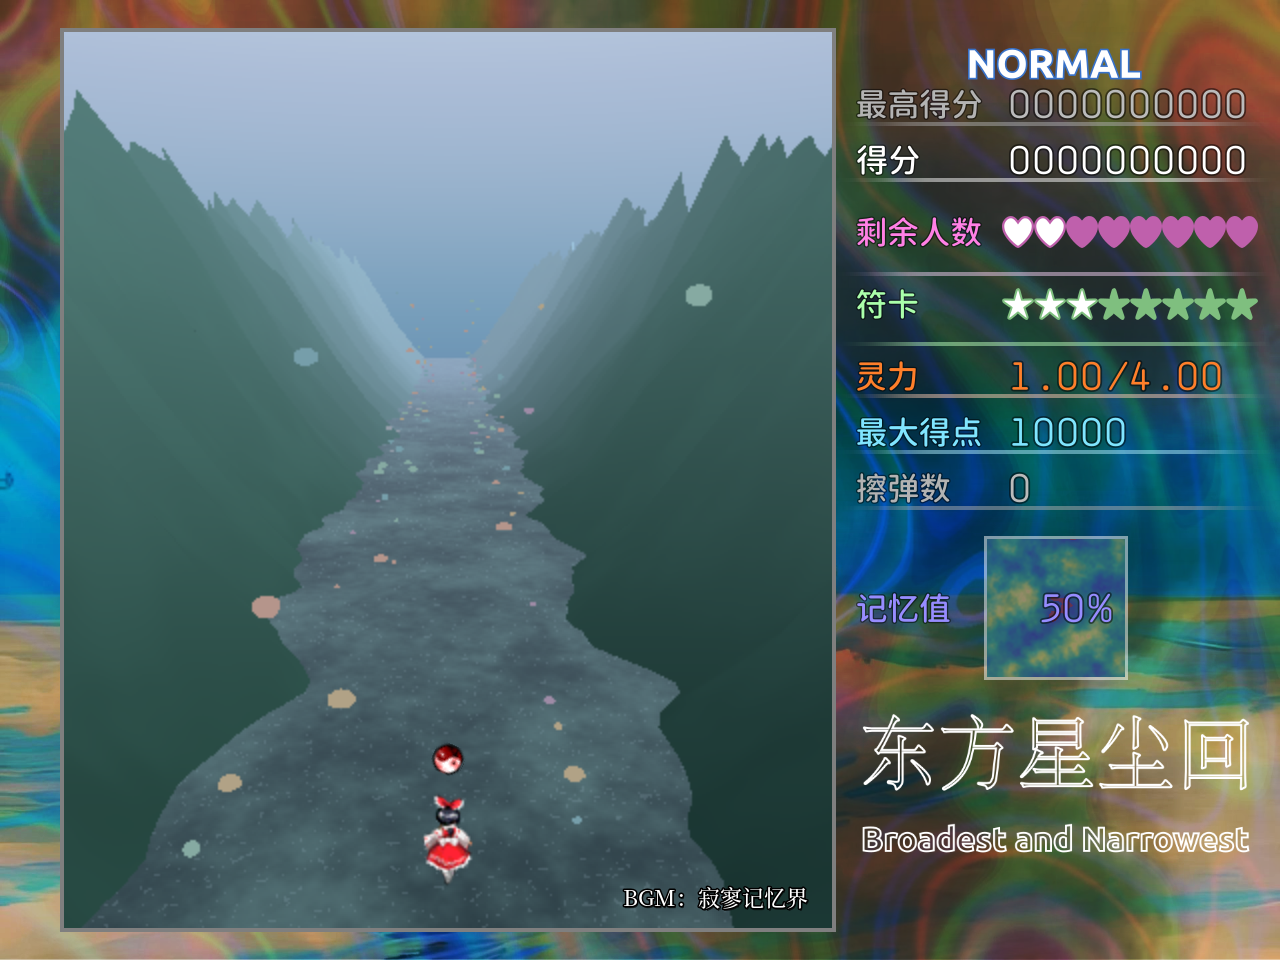 NORMAL
最高得分 0000000000
得分 0000000000
剩余人数
符卡
灵力 1.00/4.00
最大得点 10000
擦弹数 0
记忆值 50%
东方星尘回
Broadest and Narrowest
BGM：寂寥记忆界